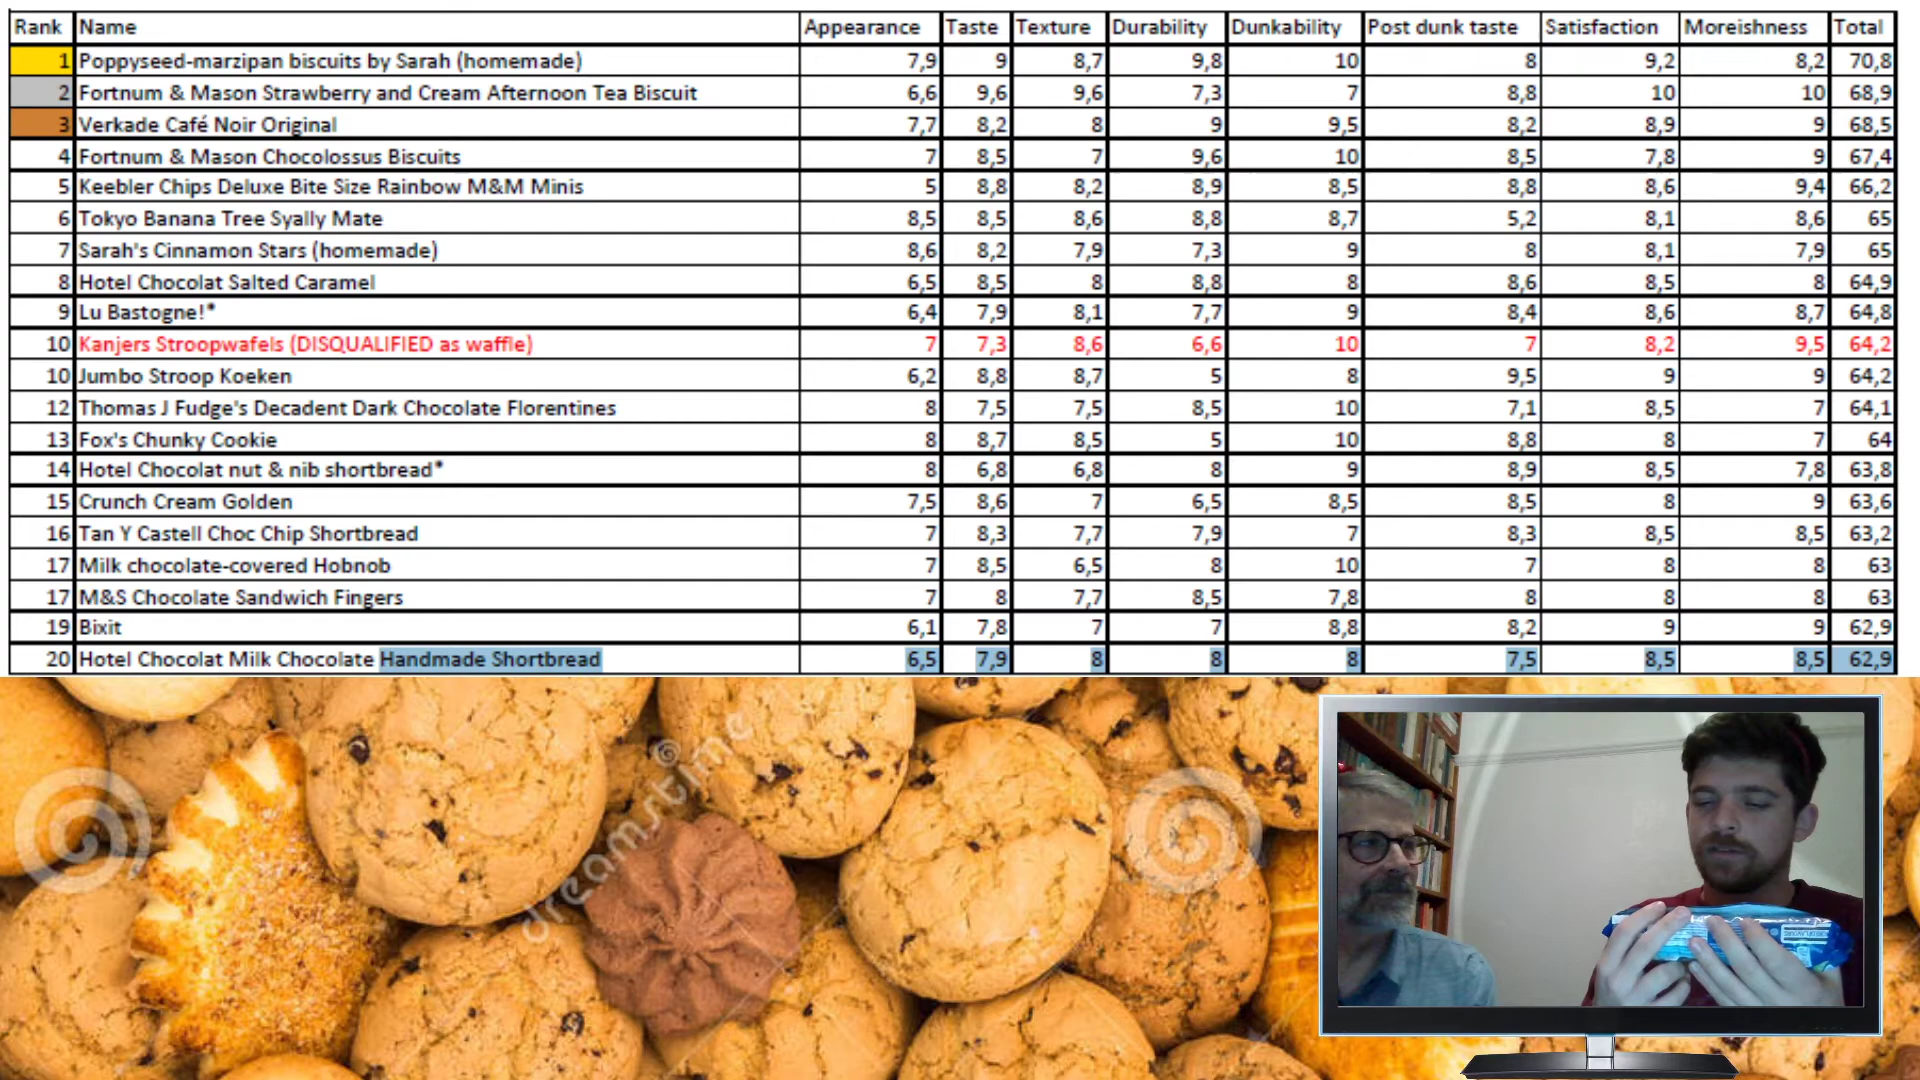 Rank Name Appearance Taste Texture Durability Dunkability Post dunk taste Satisfaction Moreishness Total
1 Poppyseed-marzipan biscuits by Sarah (homemade) 7,9 9 8,7 9,8 10 8 9,2 8,2 70,8
2 Fortnum & Mason Strawberry and Cream Afternoon Tea Biscuit 6,6 9,6 9,6 7,3 7 8,8 10 10 68,9
3 Verkade Café Noir Original 7,7 8,2 8 9 9,5 8,2 8,9 9 68,5
4 Fortnum & Mason Chocolossus Biscuits 7 8,5 7 9,6 10 8,5 7,8 9 67,4
5 Keebler Chips Deluxe Bite Size Rainbow M&M Minis 5 8,8 8,2 8,9 8,5 8,8 8,6 9,4 66,2
6 Tokyo Banana Tree Syally Mate 8,5 8,5 8,6 8,8 8,7 5,2 8,1 8,6 65
7 Sarah's Cinnamon Stars (homemade) 8,6 8,2 7,9 7,3 9 8 8,1 7,9 65
8 Hotel Chocolat Salted Caramel 6,5 8,5 8 8,8 8 8,6 8,5 8 64,9
9 Lu Bastogne!* 6,4 7,9 8,1 7,7 9 8,4 8,6 8,7 64,8
10 Kanjers Stroopwafels (DISQUALIFIED as waffle) 7 7,3 8,6 6,6 10 7 8,2 9,5 64,2
10 Jumbo Stroop Koeken 6,2 8,8 8,7 5 8 9,5 9 9 64,2
12 Thomas J Fudge's Decadent Dark Chocolate Florentines 8 7,5 7,5 8,5 10 7,1 8,5 7 64,1
13 Fox's Chunky Cookie 8 8,7 8,5 5 10 8,8 8 7 64
14 Hotel Chocolat nut & nib shortbread* 8 6,8 6,8 8 9 8,9 8,5 7,8 63,8
15 Crunch Cream Golden 7,5 8,6 7 6,5 8,5 8,5 8 9 63,6
16 Tan Y Castell Choc Chip Shortbread 7 8,3 7,7 7,9 7 8,3 8,5 8,5 63,2
17 Milk chocolate-covered Hobnob 7 8,5 6,5 8 10 7 8 8 63
17 M&S Chocolate Sandwich Fingers 7 8 7,7 8,5 7,8 8 8 8 63
19 Bixit 6,1 7,8 7 7 8,8 8,2 9 9 62,9
20 Hotel Chocolat Milk Chocolate Handmade Shortbread 6,5 7,9 8 8 8 7,5 8,5 8,5 62,9
dreamstime